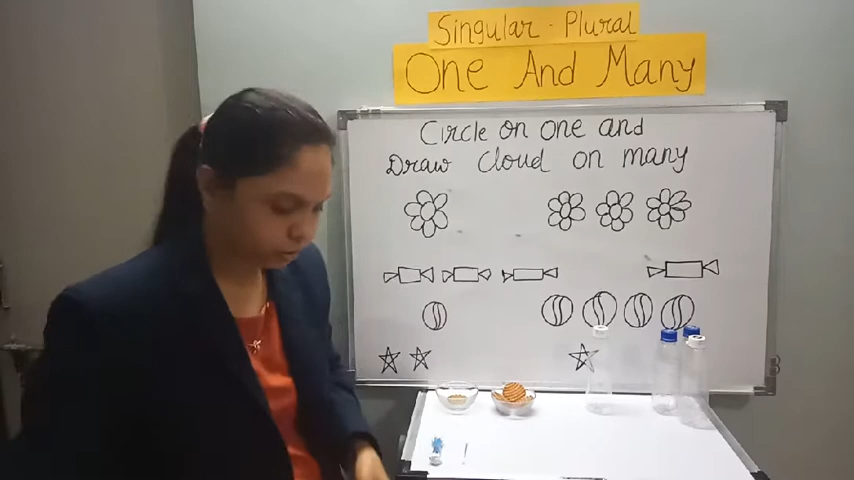 Singular - Plural
One And Many
Circle on one and
Draw cloud on many